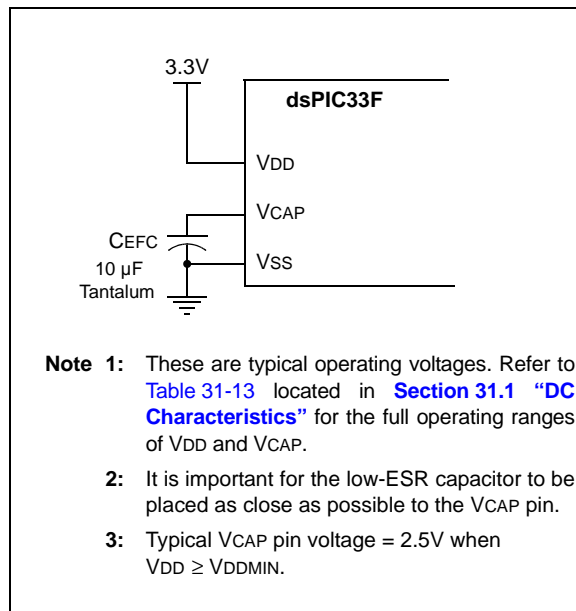 3.3V
dsPIC33F
VDD
VCAP
CEFC
VSS
10 µF
Tantalum
Note 1: These are typical operating voltages. Refer to
Table 31-13 located in Section 31.1 “DC
Characteristics” for the full operating ranges
of VDD and VCAP.
2: It is important for the low-ESR capacitor to be
placed as close as possible to the VCAP pin.
3: Typical VCAP pin voltage = 2.5V when
VDD ≥ VDDMIN.